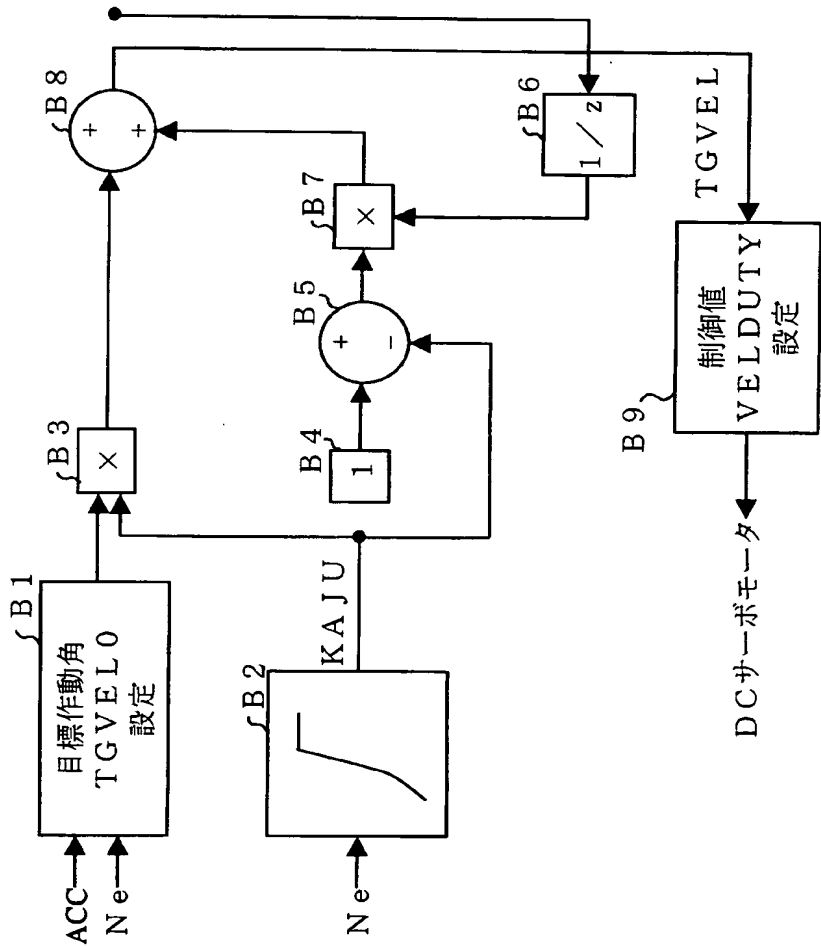 ACC
Ne
B1
目標作動角
TGVEL0
設定
Ne
B2
KAJU
B3
×
B4
1
B5
+
−
B7
×
B8
+
+
B6
1/z
TGVEL
B9
制御値
VELDUTY
設定
DCサーボモータ